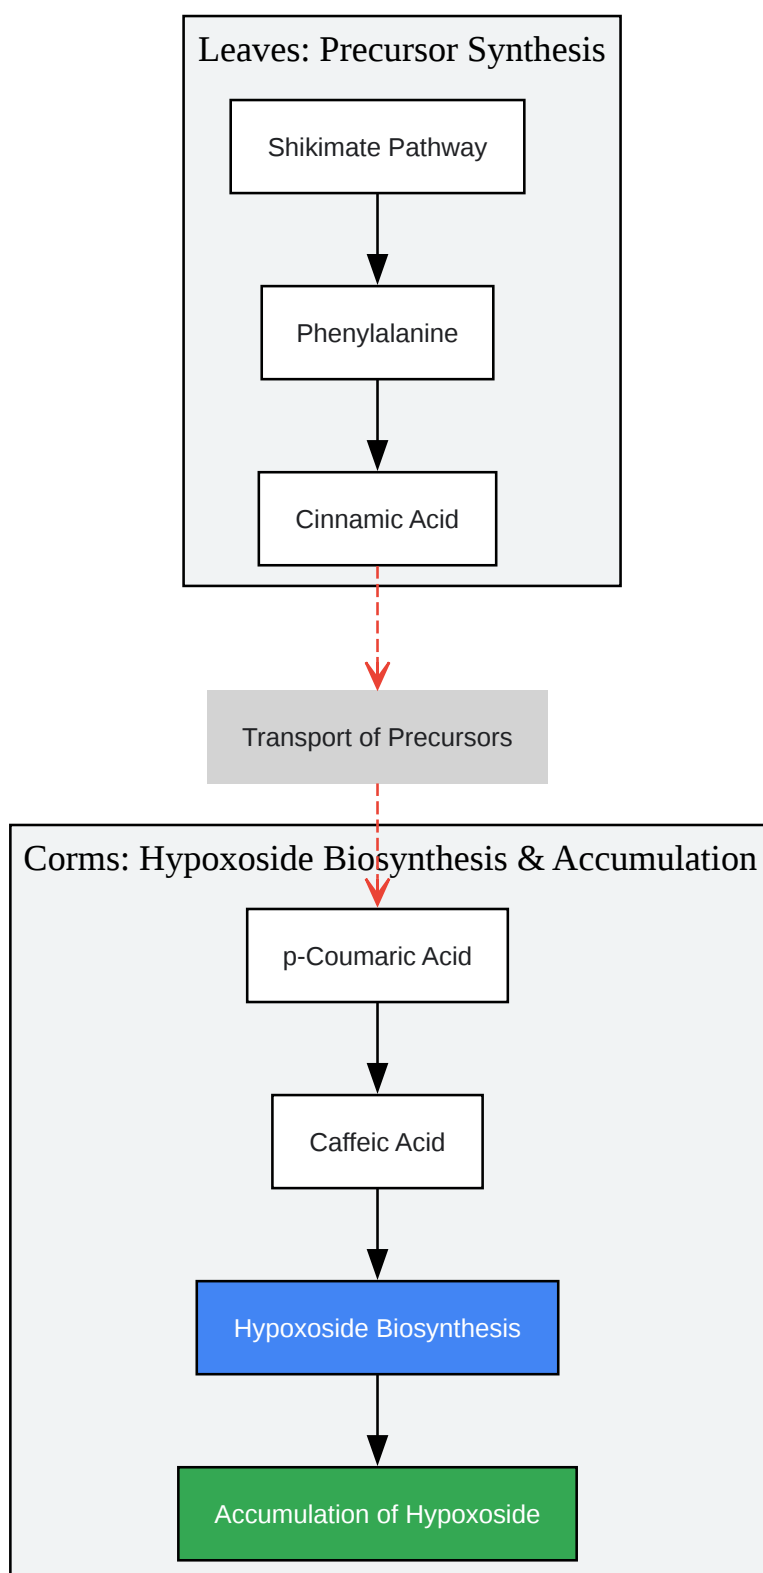 Leaves: Precursor Synthesis
Shikimate Pathway
Phenylalanine
Cinnamic Acid
Transport of Precursors
Corms: Hypoxoside Biosynthesis & Accumulation
p-Coumaric Acid
Caffeic Acid
Hypoxoside Biosynthesis
Accumulation of Hypoxoside